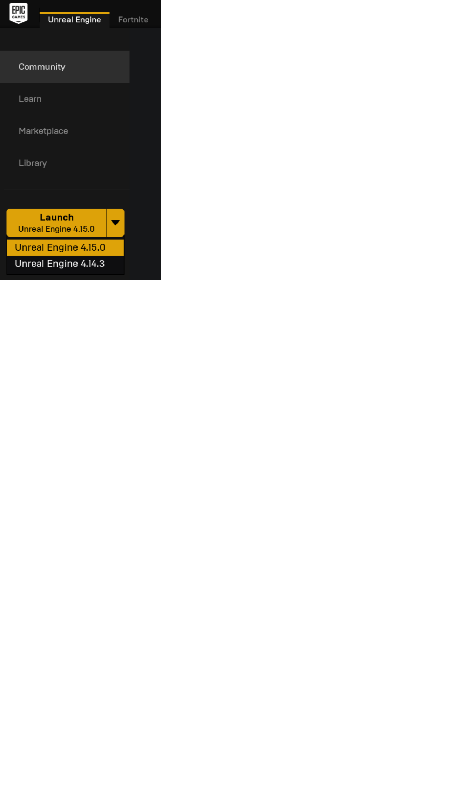 EPIC
GAMES
Unreal Engine
Fortnite
Community
Learn
Marketplace
Library
Launch
Unreal Engine 4.15.0
Unreal Engine 4.15.0
Unreal Engine 4.14.3